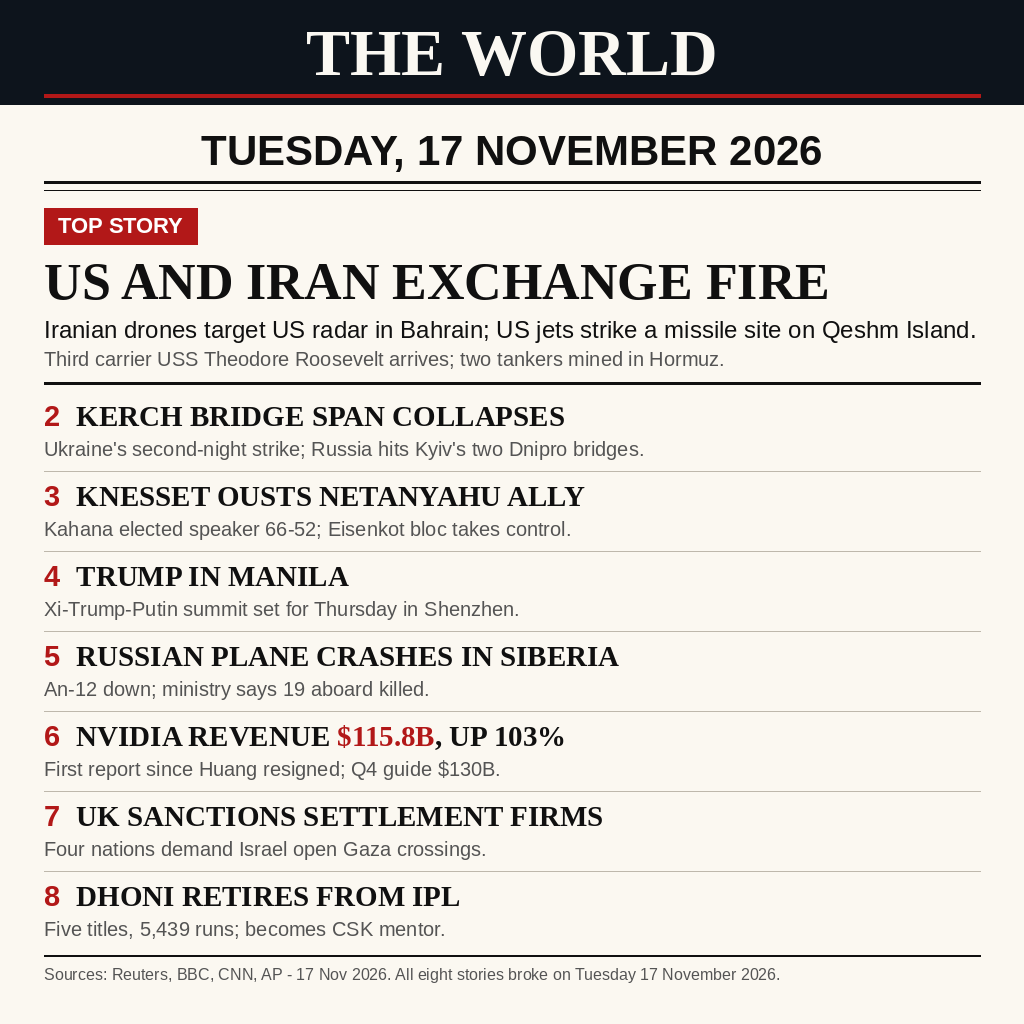 THE WORLD
TUESDAY, 17 NOVEMBER 2026
TOP STORY
US AND IRAN EXCHANGE FIRE
Iranian drones target US radar in Bahrain; US jets strike a missile site on Qeshm Island.
Third carrier USS Theodore Roosevelt arrives; two tankers mined in Hormuz.
2 KERCH BRIDGE SPAN COLLAPSES
Ukraine's second-night strike; Russia hits Kyiv's two Dnipro bridges.
3 KNESSET OUSTS NETANYAHU ALLY
Kahana elected speaker 66-52; Eisenkot bloc takes control.
4 TRUMP IN MANILA
Xi-Trump-Putin summit set for Thursday in Shenzhen.
5 RUSSIAN PLANE CRASHES IN SIBERIA
An-12 down; ministry says 19 aboard killed.
6 NVIDIA REVENUE $115.8B, UP 103%
First report since Huang resigned; Q4 guide $130B.
7 UK SANCTIONS SETTLEMENT FIRMS
Four nations demand Israel open Gaza crossings.
8 DHONI RETIRES FROM IPL
Five titles, 5,439 runs; becomes CSK mentor.
Sources: Reuters, BBC, CNN, AP - 17 Nov 2026. All eight stories broke on Tuesday 17 November 2026.